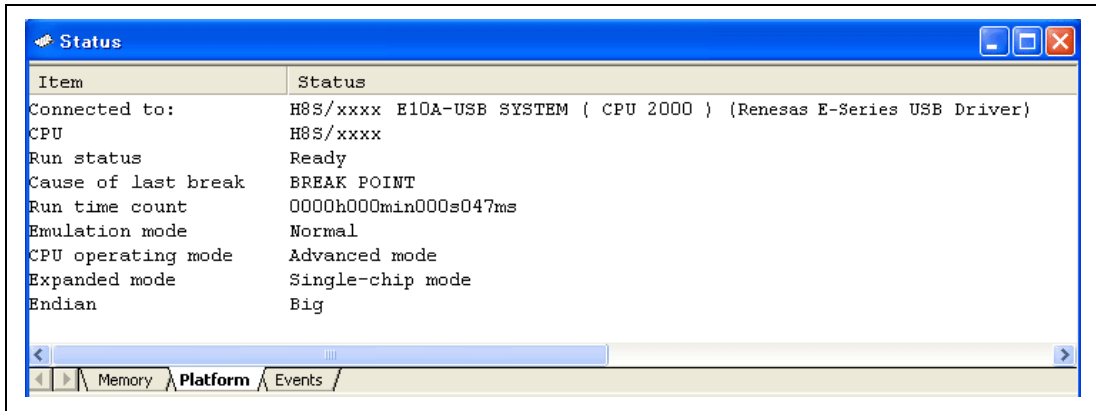 Status
Item Status
Connected to: H8S/xxxx E10A-USB SYSTEM ( CPU 2000 ) (Renesas E-Series USB Driver)
CPU H8S/xxxx
Run status Ready
Cause of last break BREAK POINT
Run time count 0000h000min000s047ms
Emulation mode Normal
CPU operating mode Advanced mode
Expanded mode Single-chip mode
Endian Big
Memory Platform Events